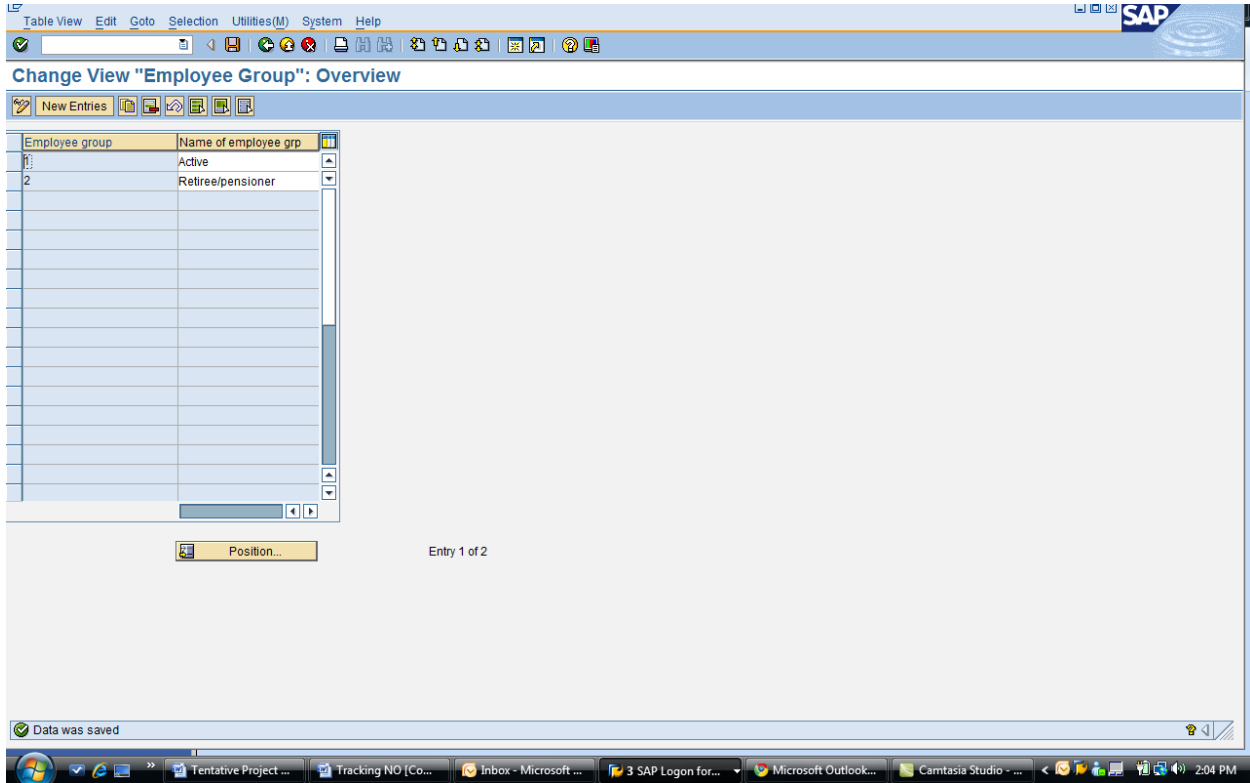 Table View Edit Goto Selection Utilities(M) System Help
SAP
Change View "Employee Group": Overview
New Entries
Employee group Name of employee grp
1 Active
2 Retiree/pensioner
Position... Entry 1 of 2
Data was saved
Tentative Project ... Tracking NO [Co... Inbox - Microsoft ... 3 SAP Logon for... Microsoft Outlook... Camtasia Studio - ... 2:04 PM